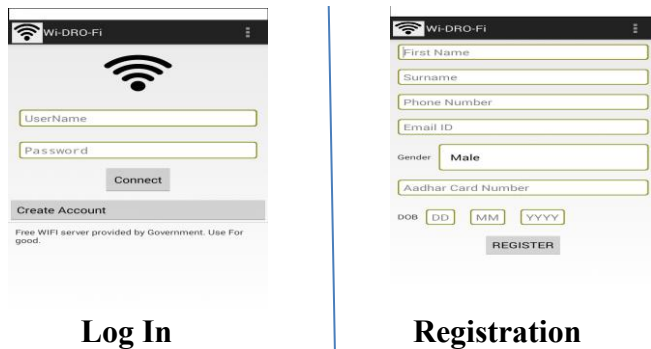 Wi-DRO-Fi
UserName
Password
Connect
Create Account
Free WIFI server provided by Government. Use For
good.
Log In
Wi-DRO-Fi
First Name
Surname
Phone Number
Email ID
Gender Male
Aadhar Card Number
DOB DD MM YYYY
REGISTER
Registration